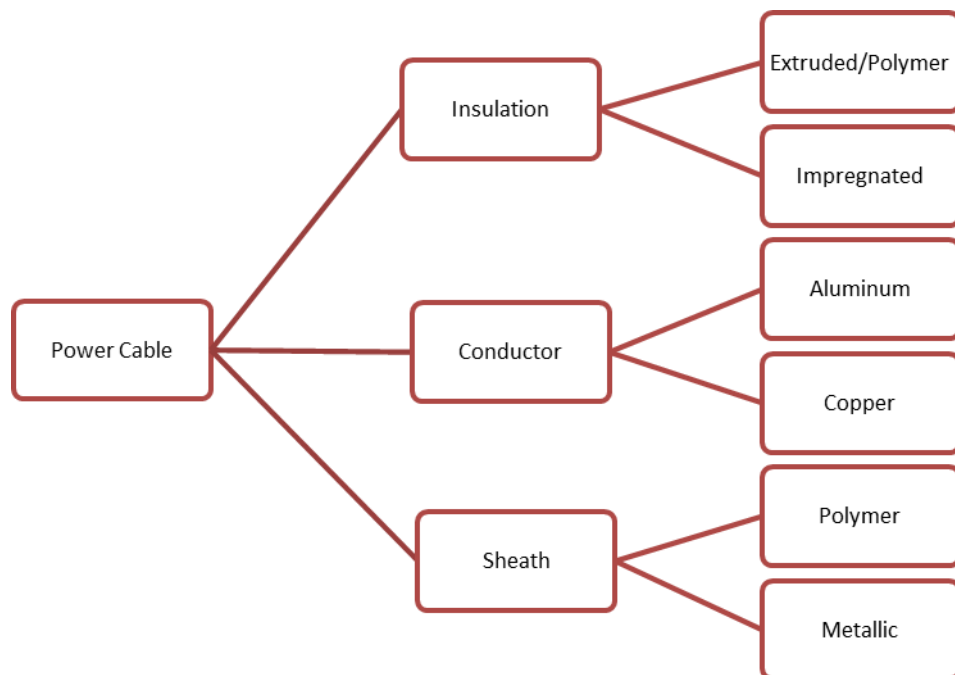 Power Cable
Insulation
Extruded/Polymer
Impregnated
Conductor
Aluminum
Copper
Sheath
Polymer
Metallic